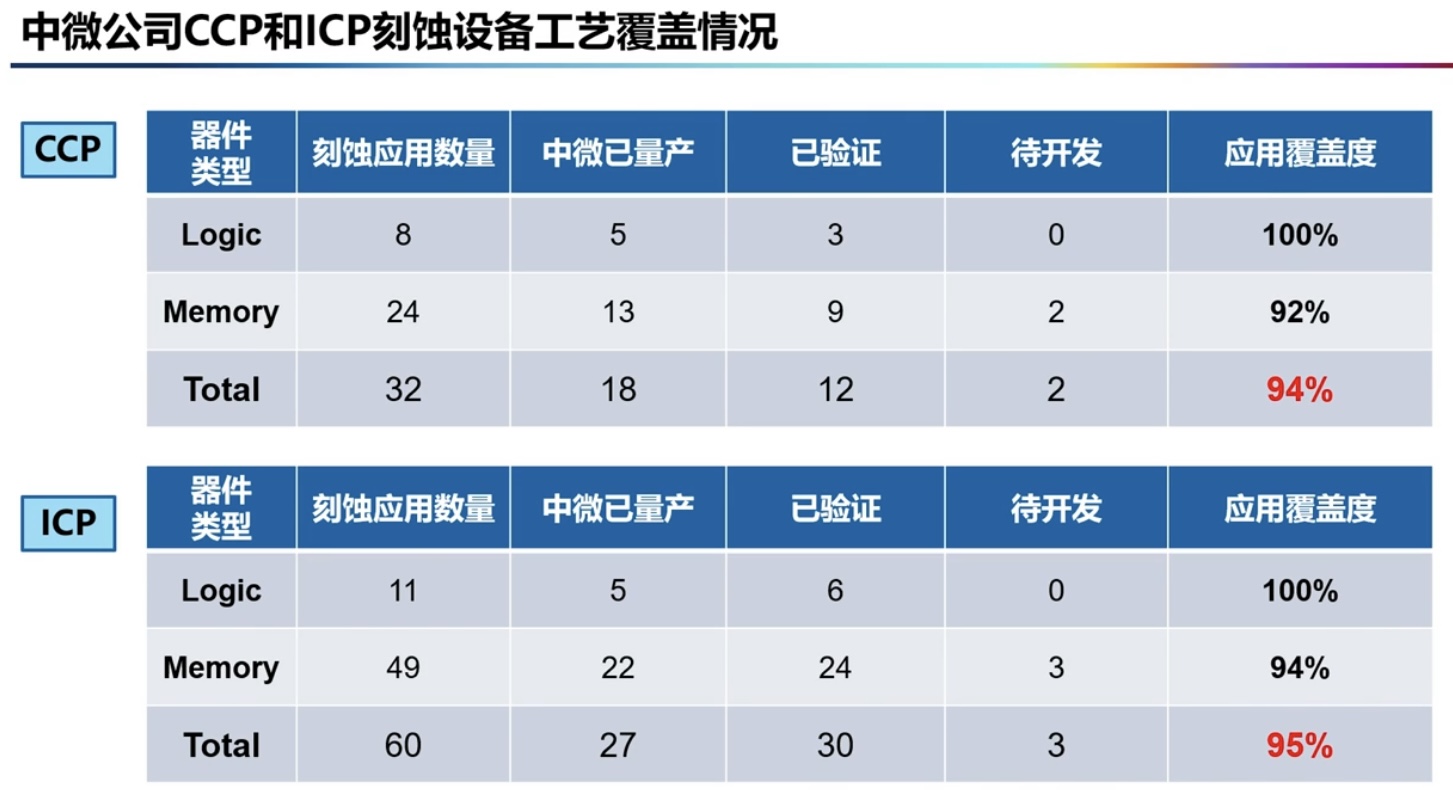 中微公司CCP和ICP刻蚀设备工艺覆盖情况
CCP
器件类型 刻蚀应用数量 中微已量产 已验证 待开发 应用覆盖度
Logic 8 5 3 0 100%
Memory 24 13 9 2 92%
Total 32 18 12 2 94%
ICP
器件类型 刻蚀应用数量 中微已量产 已验证 待开发 应用覆盖度
Logic 11 5 6 0 100%
Memory 49 22 24 3 94%
Total 60 27 30 3 95%